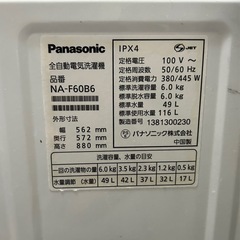 Panasonic
全自動電気洗濯機
品番
NA-F60B6
外形寸法
幅 562 mm
奥行 572 mm
高さ 880 mm
IPX4
JET
定格電圧 100 V～
定格周波数 50/60 Hz
定格消費電力 380/445 W
標準洗濯容量 6.0 kg
標準脱水容量 6.0 kg
標準水量 49 L
標準使用水量 116 L
製造番号 1381300230
パナソニック株式会社
中国製
洗濯容量、水量の目安
一回の洗濯物の量 6.0 kg 3.5 kg 2.3 kg 1.2 kg 0.5 kg
水量調節（水量） 49 L 42 L 37 L 32 L 17 L